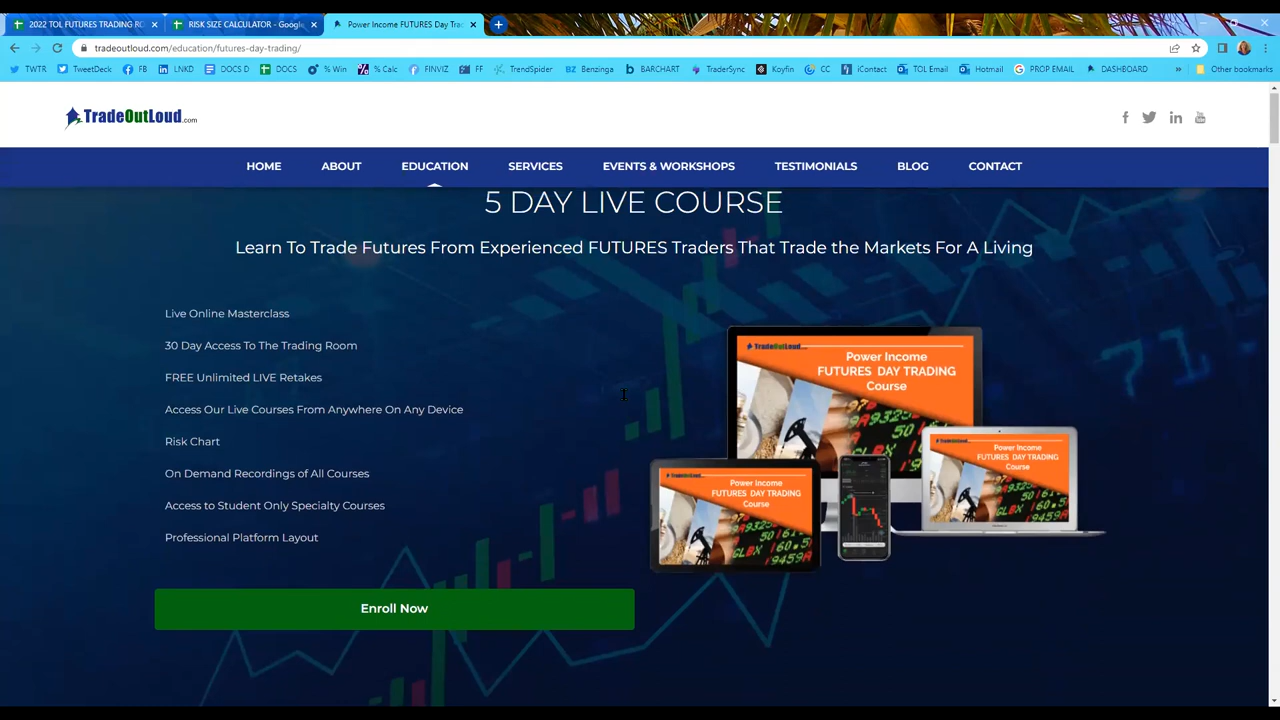 2022 TOL FUTURES TRADING RO
RISK SIZE CALCULATOR - Google
Power Income FUTURES Day Trad
tradeoutloud.com/education/futures-day-trading/
TWTR TweetDeck FB LNKD DOCS D DOCS % Win % Calc FINVIZ FF TrendSpider Benzinga BARCHART TraderSync Koyfin CC iContact TOL Email Hotmail PROP EMAIL DASHBOARD » Other bookmarks
TradeOutLoud.com
HOME ABOUT EDUCATION SERVICES EVENTS & WORKSHOPS TESTIMONIALS BLOG CONTACT
5 DAY LIVE COURSE
Learn To Trade Futures From Experienced FUTURES Traders That Trade the Markets For A Living
Live Online Masterclass
30 Day Access To The Trading Room
FREE Unlimited LIVE Retakes
Access Our Live Courses From Anywhere On Any Device
Risk Chart
On Demand Recordings of All Courses
Access to Student Only Specialty Courses
Professional Platform Layout
Enroll Now
TradeOutLoud
Power Income
FUTURES DAY TRADING
Course
Power Income
FUTURES DAY TRADING
Course
Power Income
FUTURES DAY TRADING
Course